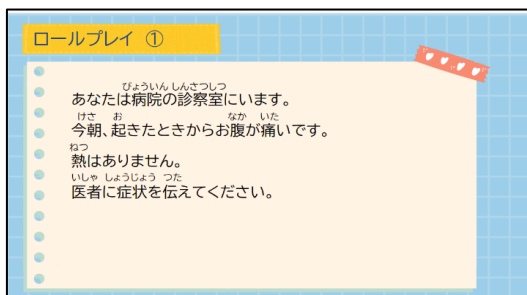 ロールプレイ ①
びょういん しんさつしつ
あなたは病院の診察室にいます。
けさ お なか いた
今朝、起きたときからお腹が痛いです。
ねつ
熱はありません。
いしゃ しょうじょう つた
医者に症状を伝えてください。